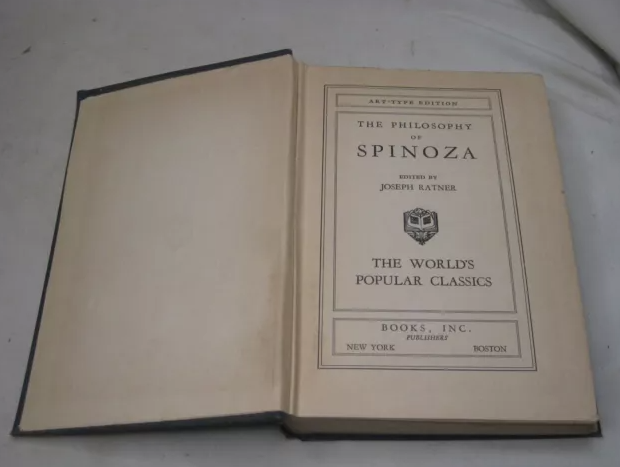 ART-TYPE EDITION
THE PHILOSOPHY
OF
SPINOZA
EDITED BY
JOSEPH RATNER
THE WORLD'S
POPULAR CLASSICS
BOOKS, INC.
PUBLISHERS
NEW YORK BOSTON